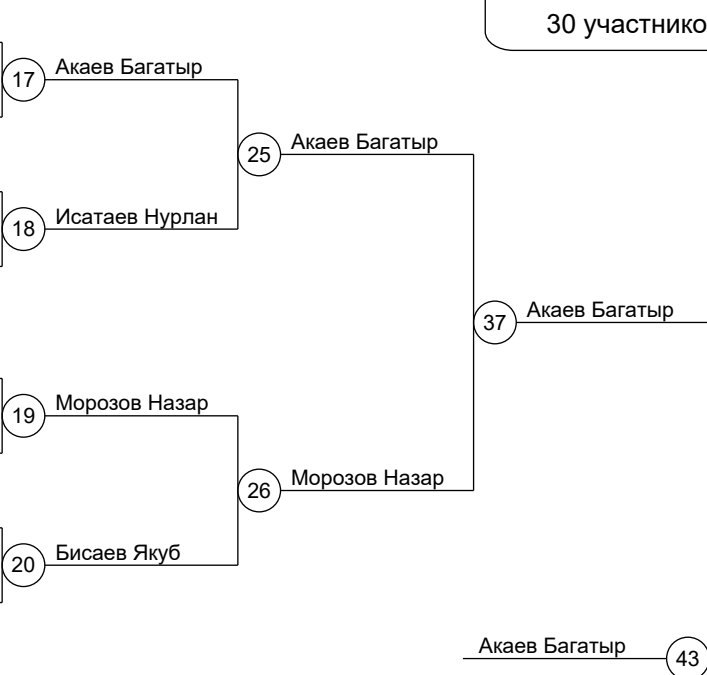 30 участнико
17 Акаев Багатыр
25 Акаев Багатыр
18 Исатаев Нурлан
37 Акаев Багатыр
19 Морозов Назар
26 Морозов Назар
20 Бисаев Якуб
Акаев Багатыр 43